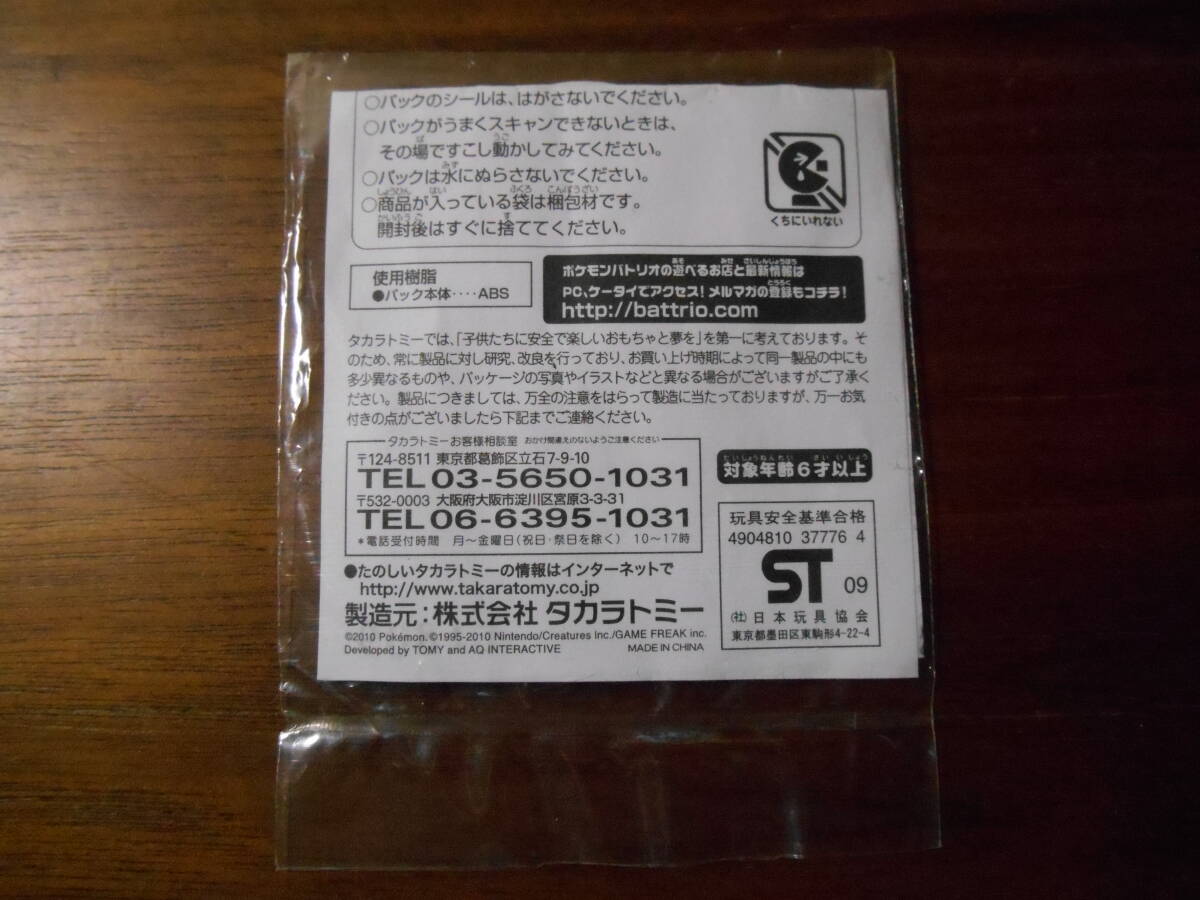 ○パックのシールは、はがさないでください。
○パックがうまくスキャンできないときは、
その場ですこし動かしてみてください。
○パックは水にぬらさないでください。
○商品が入っている袋は梱包材です。
開封後はすぐに捨ててください。
くちにいれない
使用樹脂
●パック本体‥‥ABS
ポケモンバトリオの遊べるお店と最新情報は
PC、ケータイでアクセス!メルマガの登録もコチラ!
http://battrio.com
タカラトミーでは、「子供たちに安全で楽しいおもちゃと夢を」を第一に考えております。そ
のため、常に製品に対し研究、改良を行っており、お買い上げ時期によって同一製品の中にも
多少異なるものや、パッケージの写真やイラストなどと異なる場合がございますがご了承く
ださい。製品につきましては、万全の注意をはらって製造に当たっておりますが、万一お気
付きの点がございましたら下記までご連絡ください。
タカラトミーお客様相談室 おかけ間違えのないようご注意ください
〒124-8511 東京都葛飾区立石7-9-10
TEL 03-5650-1031
〒532-0003 大阪府大阪市淀川区宮原3-3-31
TEL 06-6395-1031
*電話受付時間 月〜金曜日(祝日・祭日を除く) 10〜17時
●たのしいタカラトミーの情報はインターネットで
http://www.takaratomy.co.jp
製造元:株式会社 タカラトミー
©2010 Pokémon. ©1995-2010 Nintendo/Creatures Inc./GAME FREAK inc.
Developed by TOMY and AQ INTERACTIVE MADE IN CHINA
対象年齢6才以上
玩具安全基準合格
4904810 37776 4
ST 09
(社)日本玩具協会
東京都墨田区東駒形4-22-4